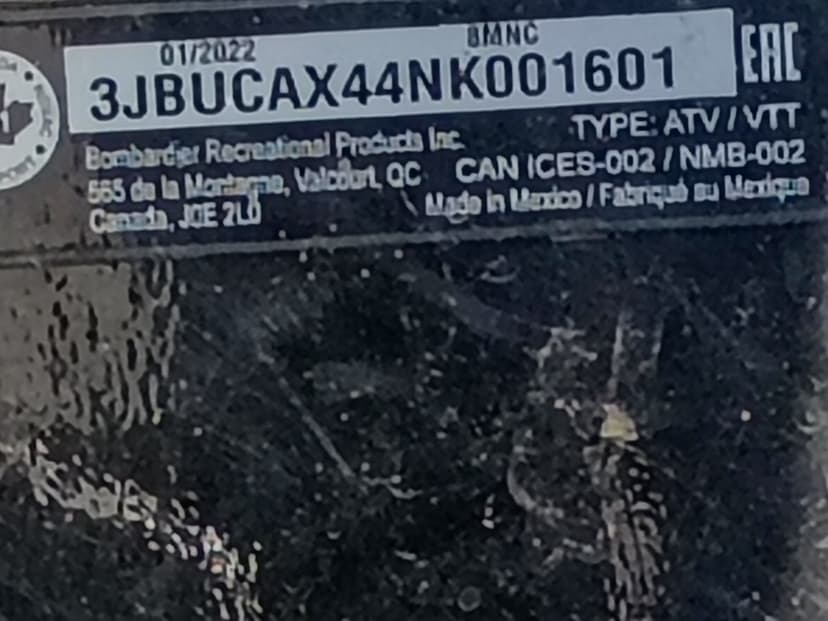 01/2022 8MNC
3JBUCAX44NK001601
EAC
Bombardier Recreational Products Inc.
565 de la Montagne, Valcourt, QC
Canada, J0E 2L0
TYPE: ATV / VTT
CAN ICES-002 / NMB-002
Made in Mexico / Fabriqué au Mexique